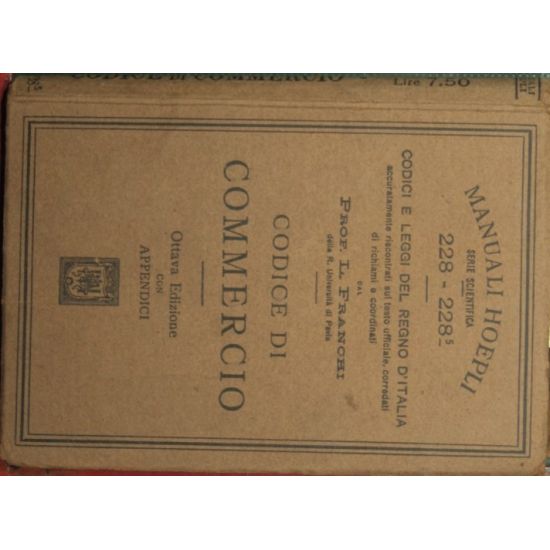 CODICE DI COMMERCIO
Lire 7.50
MANUALI HOEPLI
SERIE SCIENTIFICA
228 - 228⁵
CODICI E LEGGI DEL REGNO D'ITALIA
accuratamente riscontrati sul testo ufficiale, corredati
di richiami e coordinati
DAL
PROF. L. FRANCHI
della R. Università di Pavia
CODICE DI
COMMERCIO
Ottava Edizione
CON
APPENDICI